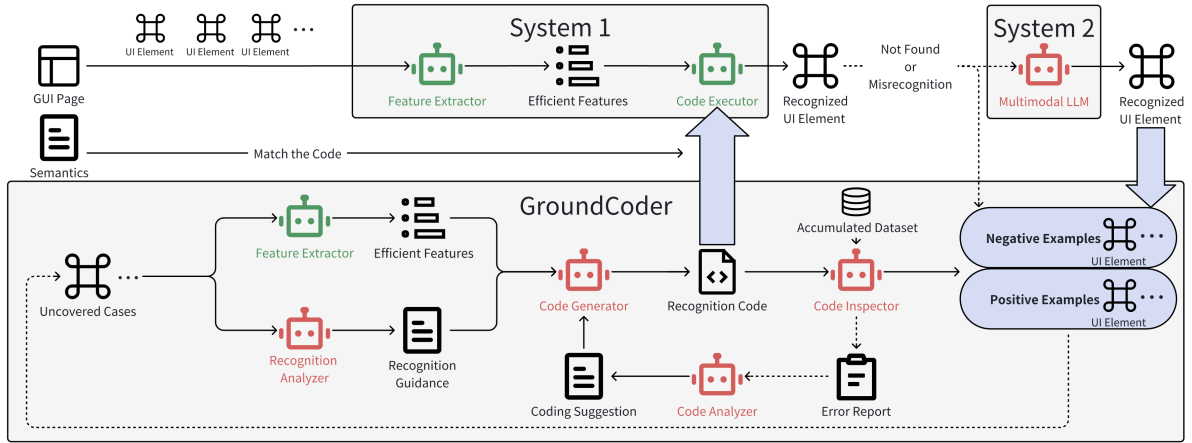 System 1
System 2
UI Element
UI Element
UI Element
...
GUI Page
Feature Extractor
Efficient Features
Code Executor
Recognized
UI Element
Not Found
or
Misrecognition
Multimodal LLM
Recognized
UI Element
Semantics
Match the Code
GroundCoder
Uncovered Cases
...
Feature Extractor
Efficient Features
Recognition
Analyzer
Recognition
Guidance
Code Generator
Recognition Code
Accumulated Dataset
Code Inspector
Negative Examples
...
UI Element
Positive Examples
...
UI Element
Coding Suggestion
Code Analyzer
Error Report